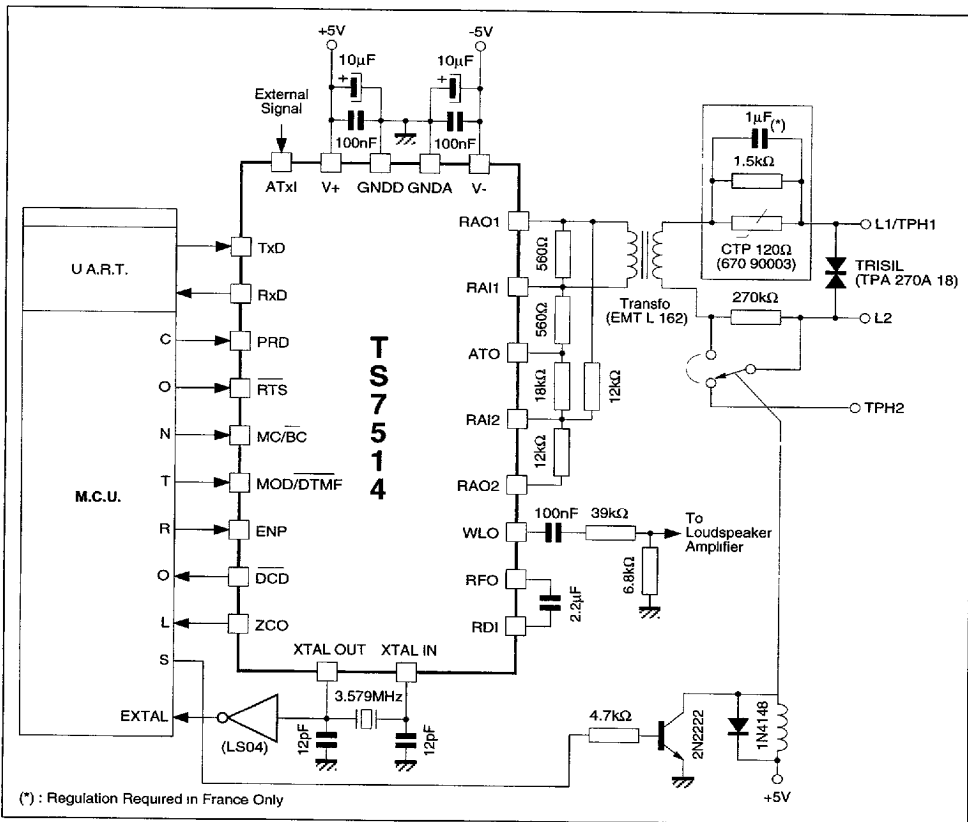 +5V
-5V
10µF
10µF
+
+
External
Signal
100nF
100nF
1µF
(*)
1.5kΩ
ATxI
V+
GNDD
GNDA
V-
CTP 120Ω
(670 90003)
L1/TPH1
TRISIL
(TPA 270A 18)
270kΩ
L2
TPH2
U A.R.T.
TxD
RxD
M.C.U.
C
O
N
T
R
O
L
S
PRD
RTS
MC/BC
MOD/DTMF
ENP
DCD
ZCO
TS7514
RAO1
RAI1
ATO
RAI2
RAO2
WLO
RFO
RDI
560Ω
560Ω
18kΩ
12kΩ
12kΩ
Transfo
(EMT L 162)
100nF
39kΩ
6.8kΩ
To
Loudspeaker
Amplifier
2.2µF
XTAL OUT
XTAL IN
3.579MHz
12pF
12pF
EXTAL
(LS04)
4.7kΩ
2N2222
1N4148
+5V
(*) : Regulation Required in France Only